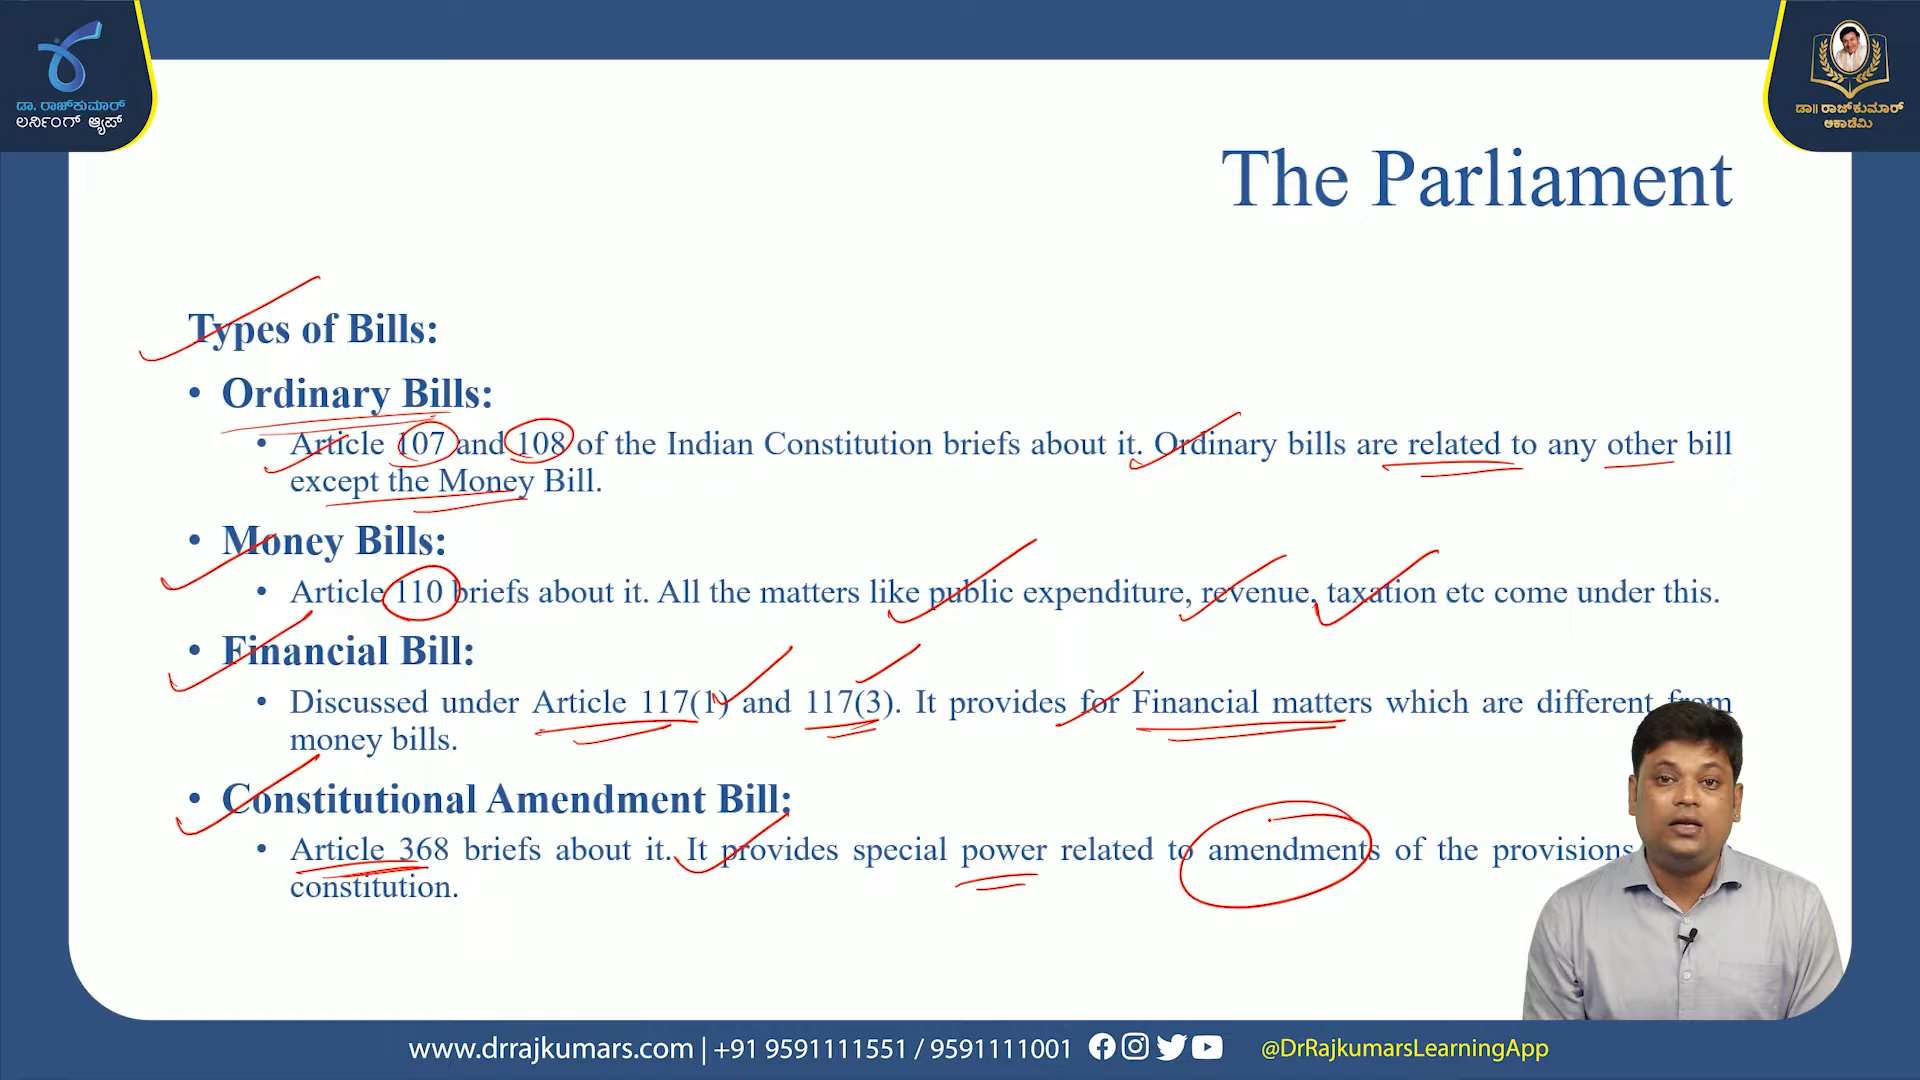 ಡಾ. ರಾಜ್‌ಕುಮಾರ್
ಲರ್ನಿಂಗ್ ಆ್ಯಪ್
ಡಾ|| ರಾಜ್‌ಕುಮಾರ್
ಅಕಾಡೆಮಿ
The Parliament
Types of Bills:
• Ordinary Bills:
• Article 107 and 108 of the Indian Constitution briefs about it. Ordinary bills are related to any other bill
except the Money Bill.
• Money Bills:
• Article 110 briefs about it. All the matters like public expenditure, revenue, taxation etc come under this.
• Financial Bill:
• Discussed under Article 117(1) and 117(3). It provides for Financial matters which are different from
money bills.
• Constitutional Amendment Bill:
• Article 368 briefs about it. It provides special power related to amendments of the provisions
constitution.
www.drrajkumars.com | +91 9591111551 / 9591111001 @DrRajkumarsLearningApp